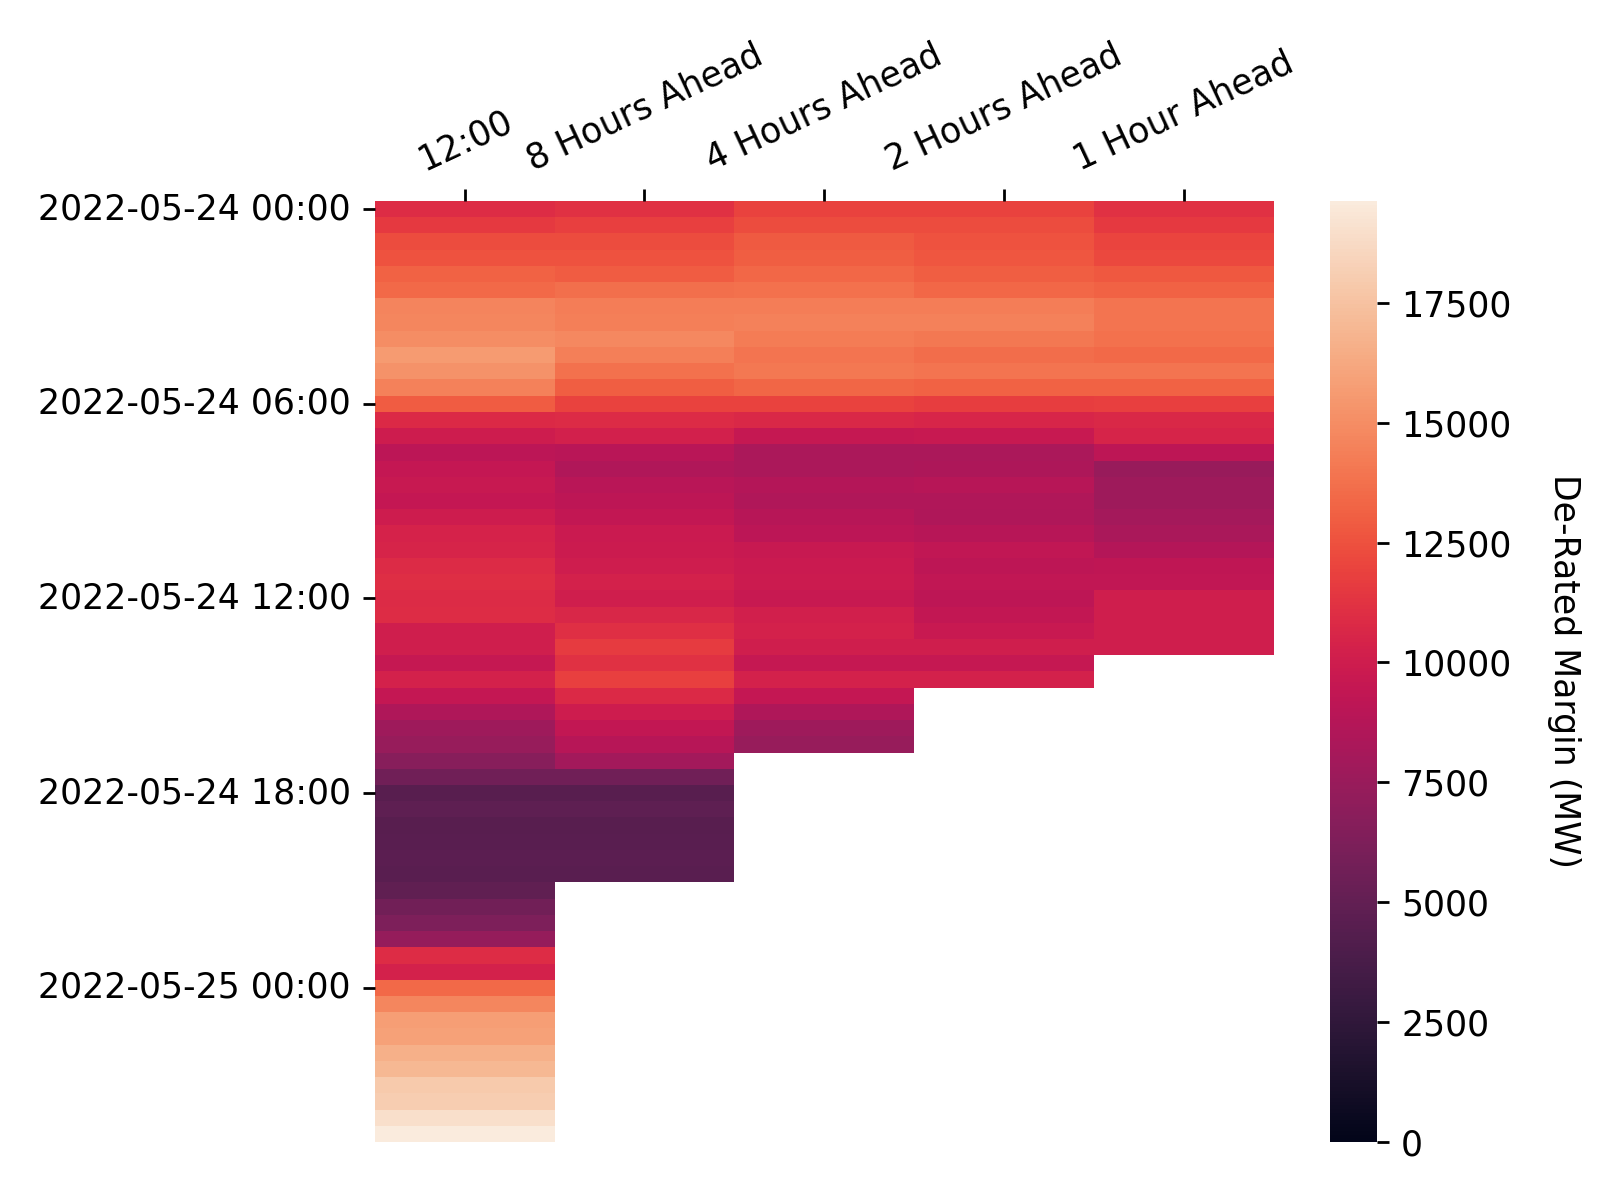 12:00
8 Hours Ahead
4 Hours Ahead
2 Hours Ahead
1 Hour Ahead
2022-05-24 00:00
2022-05-24 06:00
2022-05-24 12:00
2022-05-24 18:00
2022-05-25 00:00
17500
15000
12500
10000
7500
5000
2500
0
De-Rated Margin (MW)